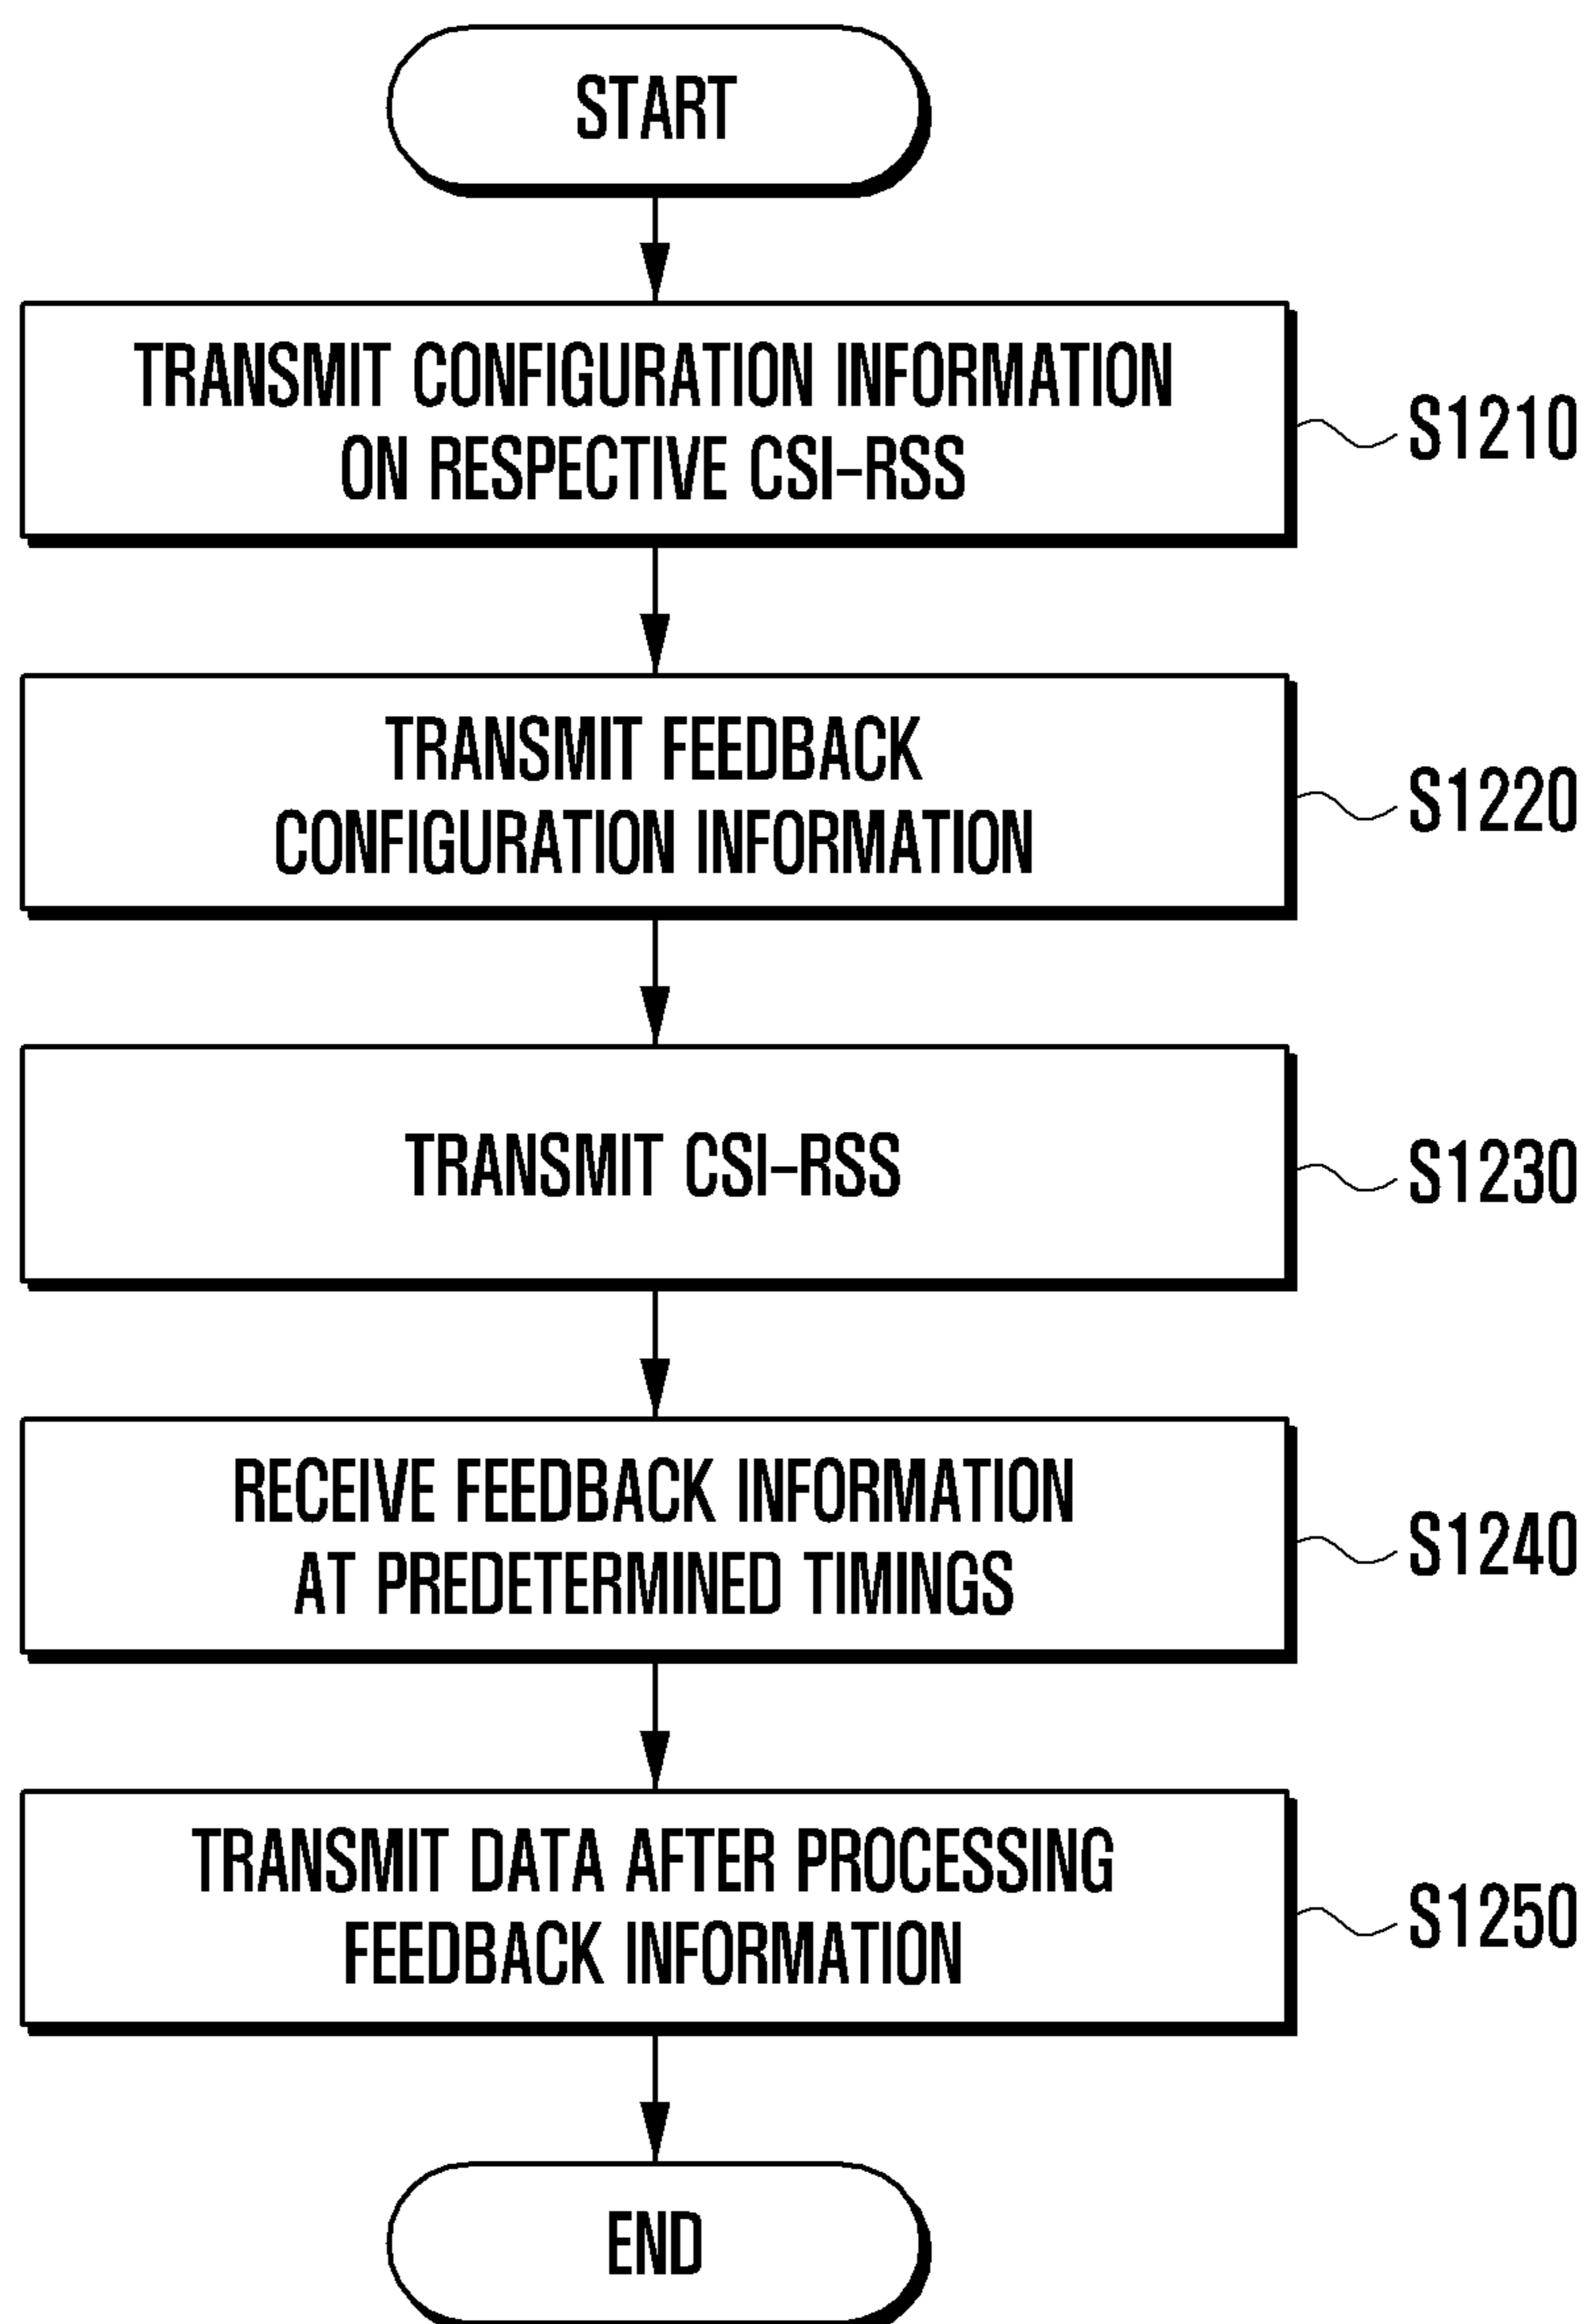 START
TRANSMIT CONFIGURATION INFORMATION
ON RESPECTIVE CSI-RSS
S1210
TRANSMIT FEEDBACK
CONFIGURATION INFORMATION
S1220
TRANSMIT CSI-RSS
S1230
RECEIVE FEEDBACK INFORMATION
AT PREDETERMINED TIMINGS
S1240
TRANSMIT DATA AFTER PROCESSING
FEEDBACK INFORMATION
S1250
END